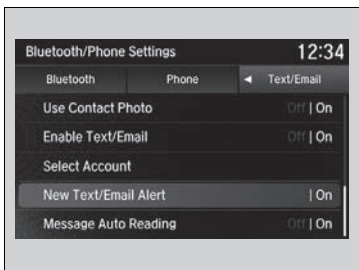 Bluetooth/Phone Settings 12:34
Bluetooth Phone ◄ Text/Email
Use Contact Photo Off | On
Enable Text/Email Off | On
Select Account
New Text/Email Alert | On
Message Auto Reading Off | On